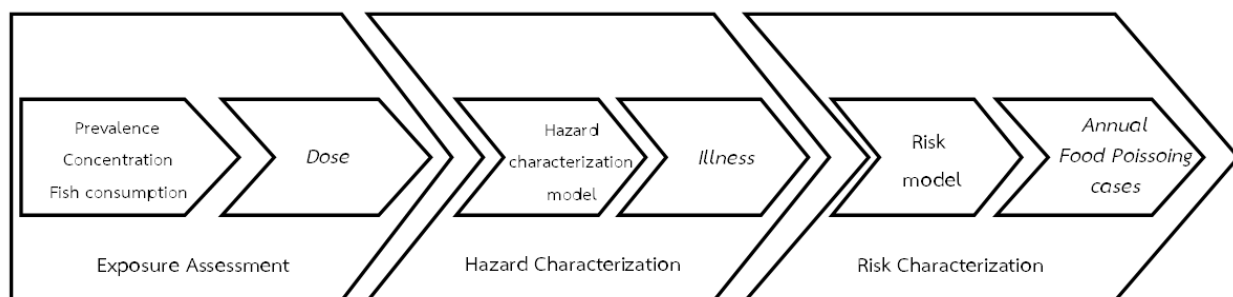 Prevalence
Concentration
Fish consumption
Dose
Exposure Assessment
Hazard
characterization
model
Illness
Hazard Characterization
Risk
model
Annual
Food Poissoing
cases
Risk Characterization